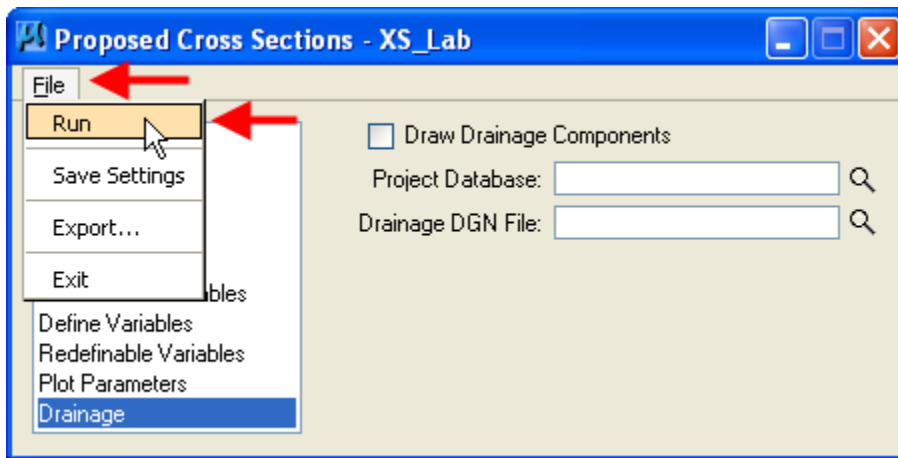 Proposed Cross Sections - XS_Lab
File
Run
Save Settings
Export...
Exit
Define Variables
Redefinable Variables
Plot Parameters
Drainage
Draw Drainage Components
Project Database:
Drainage DGN File: